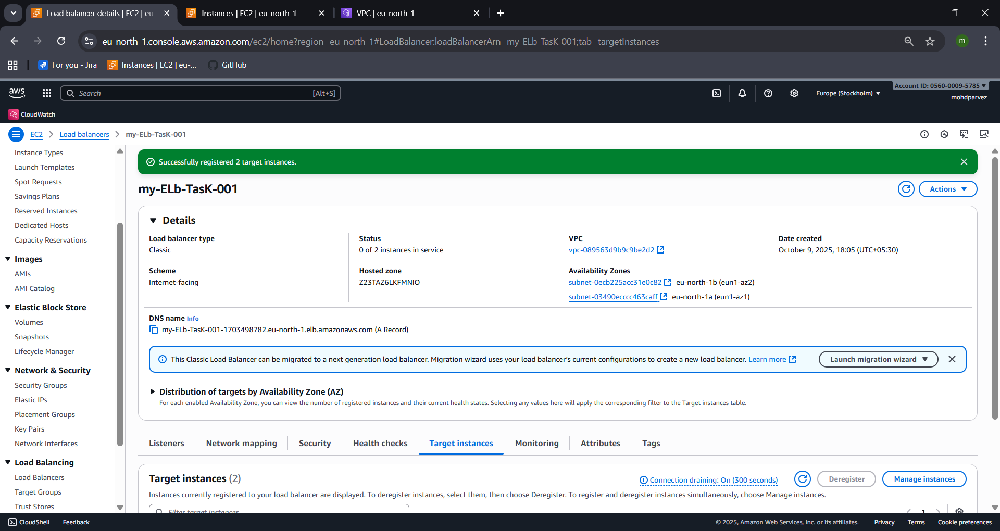 Load balancer details | EC2 | eu-
Instances | EC2 | eu-north-1
VPC | eu-north-1
eu-north-1.console.aws.amazon.com/ec2/home?region=eu-north-1#LoadBalancer:loadBalancerArn=my-ELb-TasK-001;tab=targetInstances
m
For you - Jira
Instances | EC2 | eu-...
GitHub
aws
Search
[Alt+S]
Europe (Stockholm)
Account ID: 0560-0009-5785
mohdparvez
CloudWatch
EC2
Load balancers
my-ELb-TasK-001
Instance Types
Launch Templates
Spot Requests
Savings Plans
Reserved Instances
Dedicated Hosts
Capacity Reservations
Images
AMIs
AMI Catalog
Elastic Block Store
Volumes
Snapshots
Lifecycle Manager
Network & Security
Security Groups
Elastic IPs
Placement Groups
Key Pairs
Network Interfaces
Load Balancing
Load Balancers
Target Groups
Trust Stores
Successfully registered 2 target instances.
my-ELb-TasK-001
Actions
Details
Load balancer type
Classic
Status
0 of 2 instances in service
VPC
vpc-089563d9b9c9be2d2
Date created
October 9, 2025, 18:05 (UTC+05:30)
Scheme
Internet-facing
Hosted zone
Z23TAZ6LKFMNIO
Availability Zones
subnet-0ecb225acc31e0c82 eu-north-1b (eun1-az2)
subnet-03490ecccc463caff eu-north-1a (eun1-az1)
DNS name Info
my-ELb-TasK-001-1703498782.eu-north-1.elb.amazonaws.com (A Record)
This Classic Load Balancer can be migrated to a next generation load balancer. Migration wizard uses your load balancer's current configurations to create a new load balancer. Learn more
Launch migration wizard
Distribution of targets by Availability Zone (AZ)
For each enabled Availability Zone, you can view the number of registered instances and their current health states. Selecting any values here will apply the corresponding filter to the Target instances table.
Listeners
Network mapping
Security
Health checks
Target instances
Monitoring
Attributes
Tags
Target instances (2)
Connection draining: On (300 seconds)
Deregister
Manage instances
Instances currently registered to your load balancer are displayed. To deregister instances, select them, then choose Deregister. To register and deregister instances simultaneously, choose Manage instances.
Filter target instances
1
CloudShell
Feedback
© 2025, Amazon Web Services, Inc. or its affiliates.
Privacy
Terms
Cookie preferences